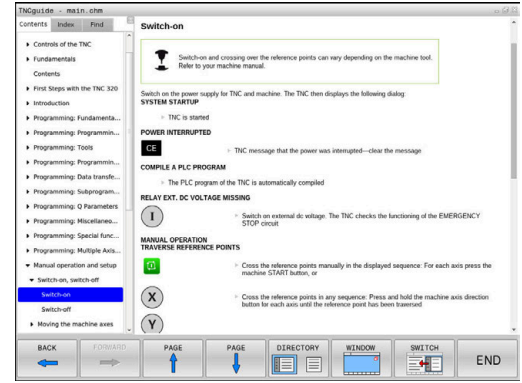 TNCguide - main.chm
Contents Index Find
Controls of the TNC
Fundamentals
Contents
First Steps with the TNC 320
Introduction
Programming: Fundamenta...
Programming: Programmin...
Programming: Tools
Programming: Programmin...
Programming: Data transfe...
Programming: Subprogram...
Programming: Q Parameters
Programming: Miscellaneo...
Programming: Special func...
Programming: Multiple Axis...
Manual operation and setup
Switch-on, switch-off
Switch-on
Switch-off
Moving the machine axes
Switch-on
Switch-on and crossing over the reference points can vary depending on the machine tool.
Refer to your machine manual.
Switch on the power supply for TNC and machine. The TNC then displays the following dialog:
SYSTEM STARTUP
TNC is started
POWER INTERRUPTED
CE
TNC message that the power was interrupted—clear the message
COMPILE A PLC PROGRAM
The PLC program of the TNC is automatically compiled
RELAY EXT. DC VOLTAGE MISSING
I
Switch on external dc voltage. The TNC checks the functioning of the EMERGENCY
STOP circuit
MANUAL OPERATION
TRAVERSE REFERENCE POINTS
Cross the reference points manually in the displayed sequence: For each axis press the
machine START button, or
X
Cross the reference points in any sequence: Press and hold the machine axis direction
button for each axis until the reference point has been traversed
Y
BACK FORWARD PAGE PAGE DIRECTORY WINDOW SWITCH END